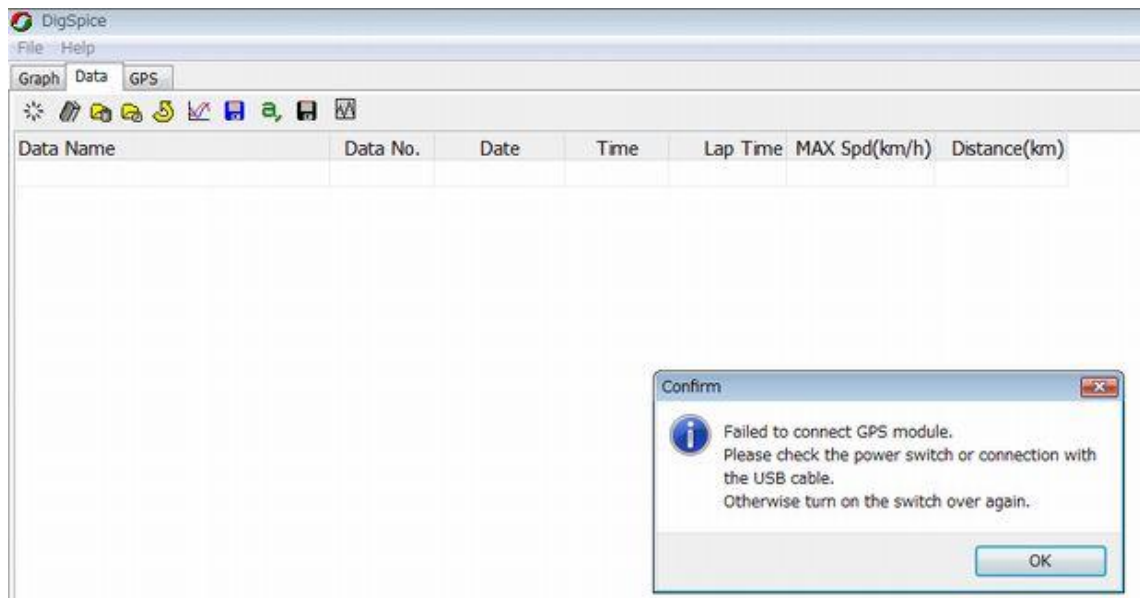 DigSpice
File Help
Graph Data GPS
a,
Data Name Data No. Date Time Lap Time MAX Spd(km/h) Distance(km)
Confirm
Failed to connect GPS module.
Please check the power switch or connection with
the USB cable.
Otherwise turn on the switch over again.
OK